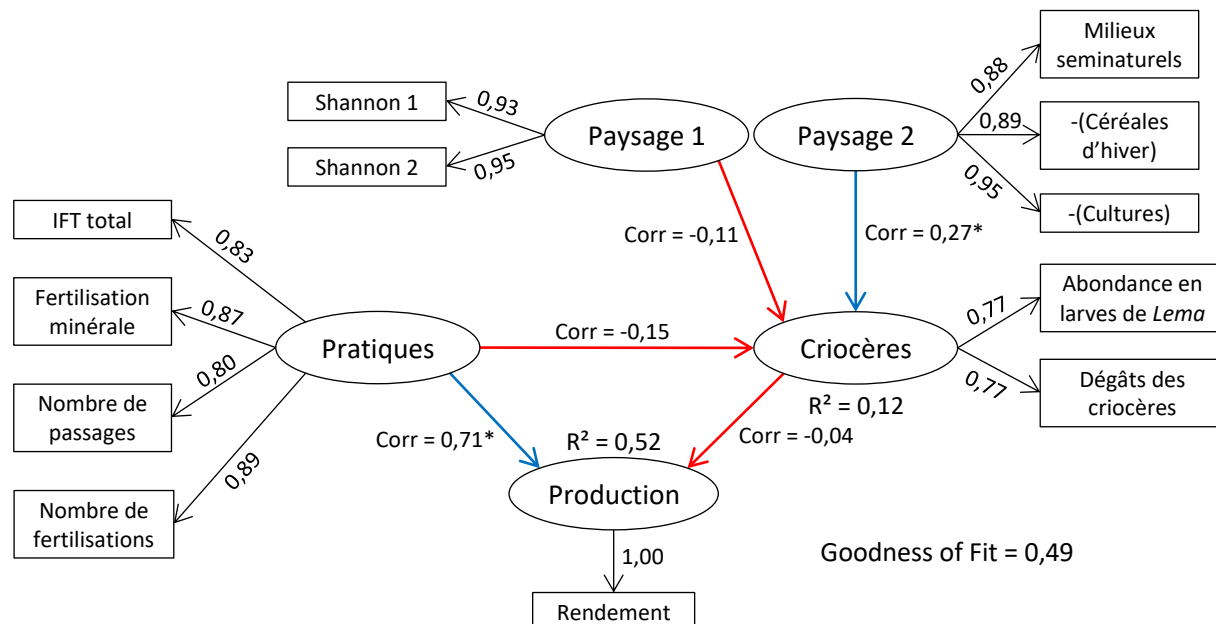 Milieux
seminaturels
0,88
Shannon 1
0,93
Paysage 1
Paysage 2
0,89
-(Céréales
d'hiver)
Shannon 2
0,95
0,95
-(Cultures)
IFT total
0,83
Corr = -0,11
Corr = 0,27*
Fertilisation
minérale
0,87
Abondance en
larves de Lema
0,77
Pratiques
Corr = -0,15
Criocères
0,80
Nombre de
passages
0,77
Dégâts des
criocères
R² = 0,12
Corr = 0,71*
R² = 0,52
Corr = -0,04
0,89
Production
Nombre de
fertilisations
1,00
Goodness of Fit = 0,49
Rendement